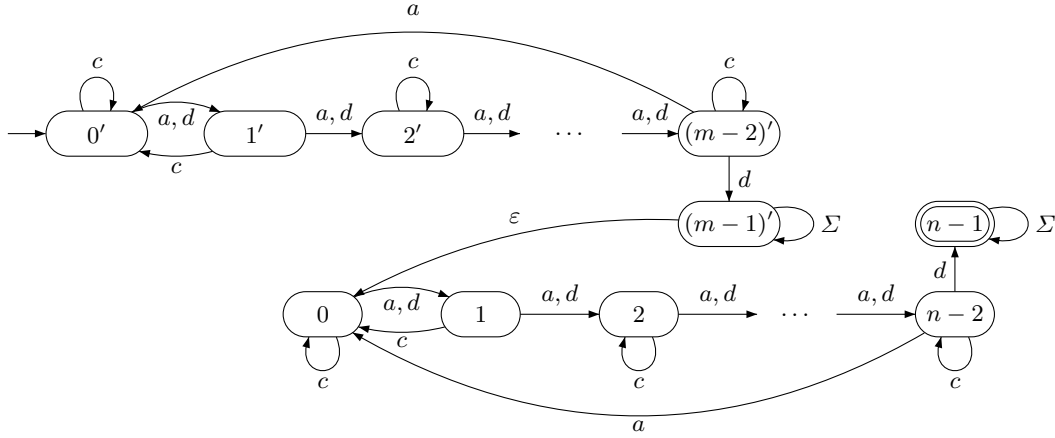 a
c c c
0′ a, d 1′ a, d 2′ a, d ⋯ a, d (m − 2)′
c
d
ε (m − 1)′ Σ n − 1 Σ
d
0 a, d 1 a, d 2 a, d ⋯ a, d n − 2
c
c c c
a